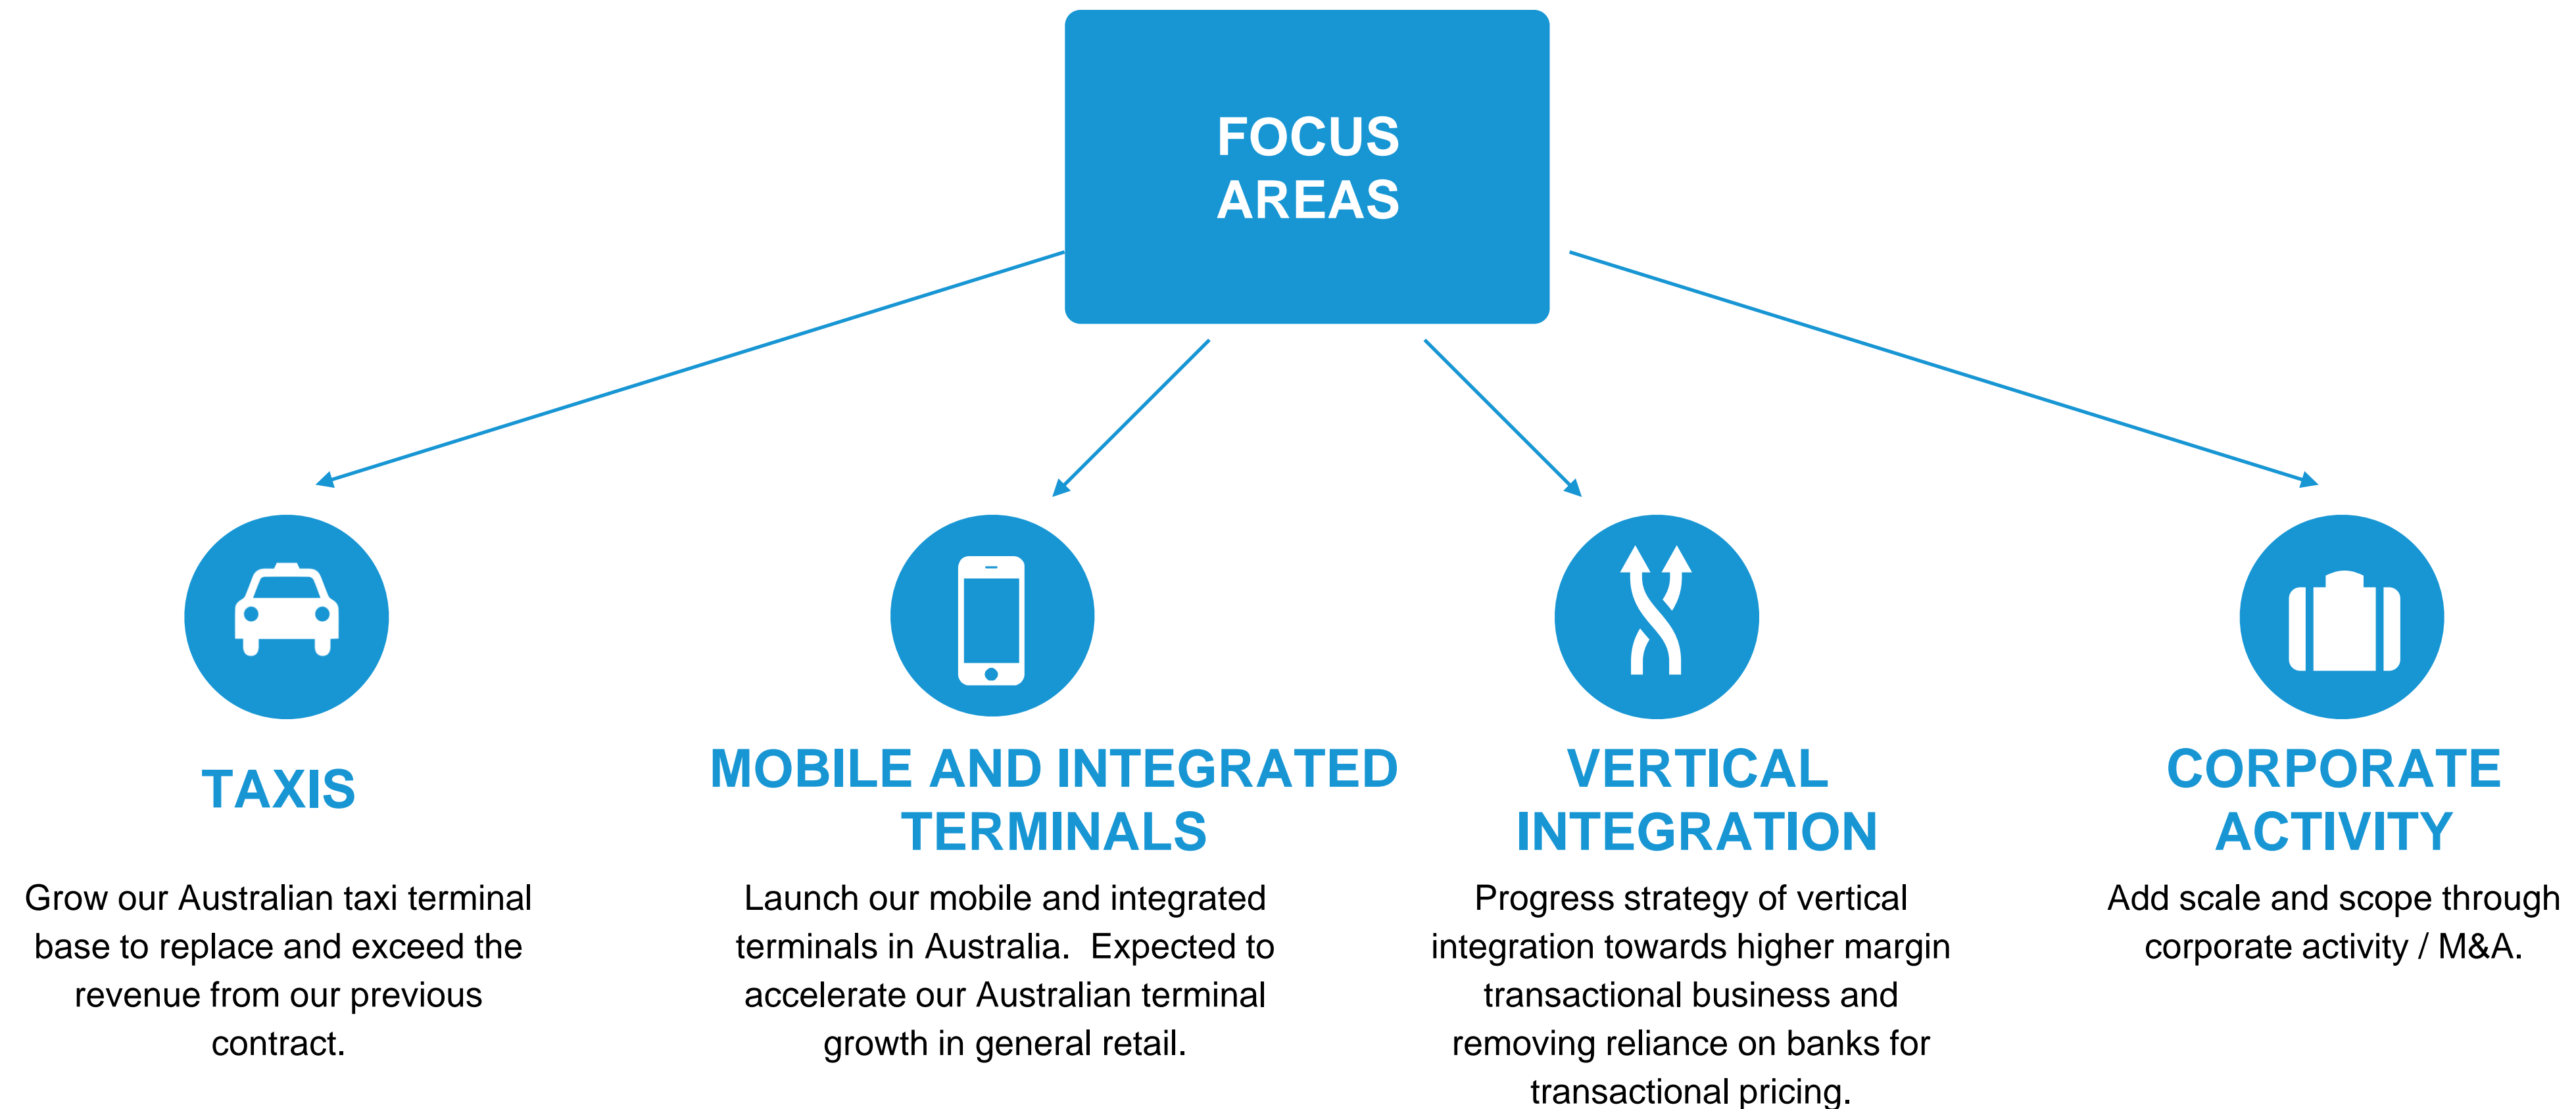 FOCUS
AREAS
TAXIS
Grow our Australian taxi terminal
base to replace and exceed the
revenue from our previous
contract.
MOBILE AND INTEGRATED
TERMINALS
Launch our mobile and integrated
terminals in Australia.  Expected to
accelerate our Australian terminal
growth in general retail.
VERTICAL
INTEGRATION
Progress strategy of vertical
integration towards higher margin
transactional business and
removing reliance on banks for
transactional pricing.
CORPORATE
ACTIVITY
Add scale and scope through
corporate activity / M&A.